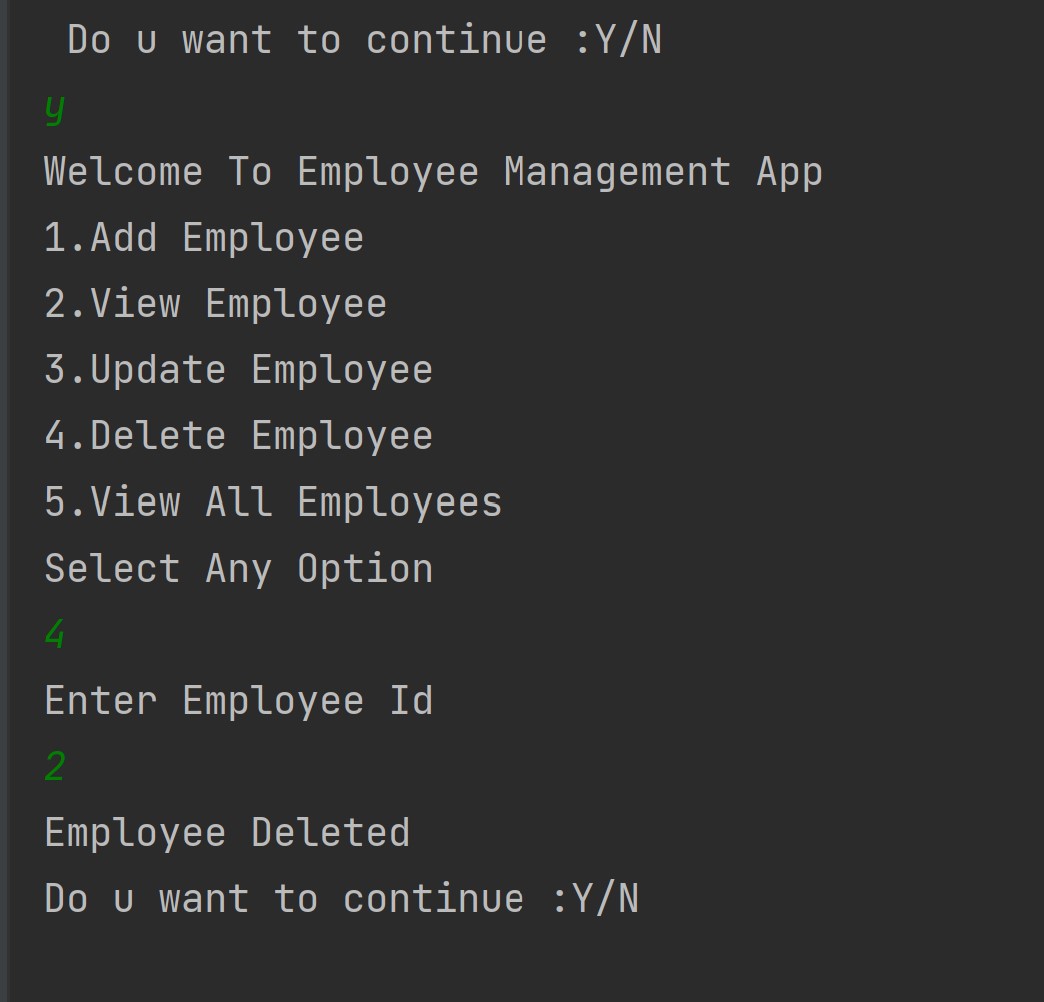 Do u want to continue :Y/N
y
Welcome To Employee Management App
1.Add Employee
2.View Employee
3.Update Employee
4.Delete Employee
5.View All Employees
Select Any Option
4
Enter Employee Id
2
Employee Deleted
Do u want to continue :Y/N